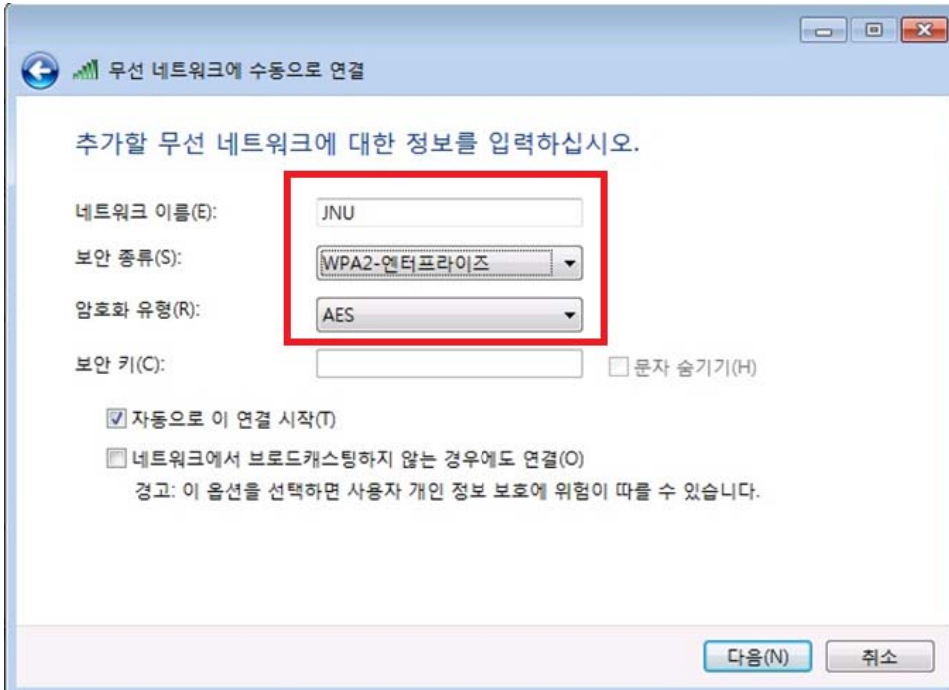 무선 네트워크에 수동으로 연결
추가할 무선 네트워크에 대한 정보를 입력하십시오.
네트워크 이름(E): JNU
보안 종류(S): WPA2-엔터프라이즈
암호화 유형(R): AES
보안 키(C): 문자 숨기기(H)
자동으로 이 연결 시작(T)
네트워크에서 브로드캐스팅하지 않는 경우에도 연결(O)
경고: 이 옵션을 선택하면 사용자 개인 정보 보호에 위험이 따를 수 있습니다.
다음(N) 취소